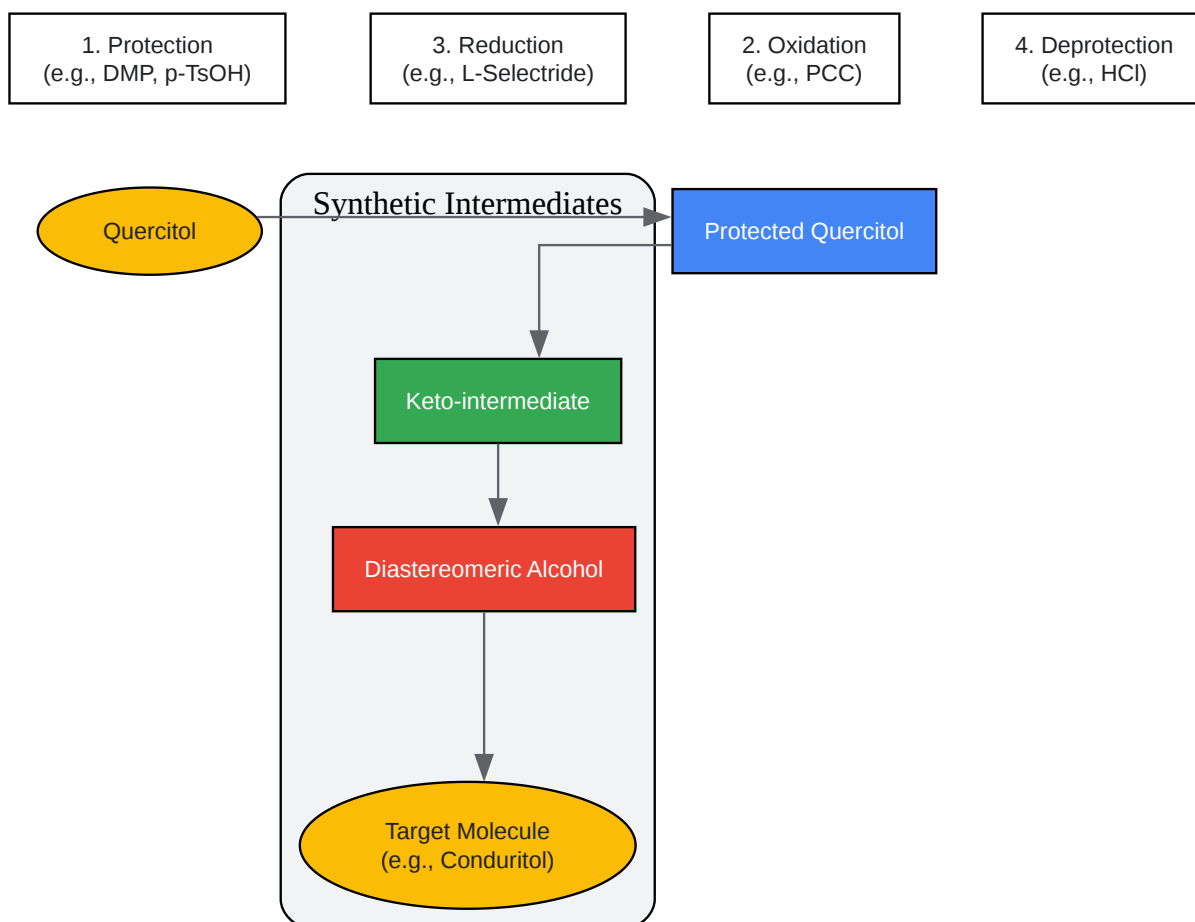 1. Protection
(e.g., DMP, p-TsOH)
3. Reduction
(e.g., L-Selectride)
2. Oxidation
(e.g., PCC)
4. Deprotection
(e.g., HCl)
Synthetic Intermediates
Quercitol
Protected Quercitol
Keto-intermediate
Diastereomeric Alcohol
Target Molecule
(e.g., Conduritol)